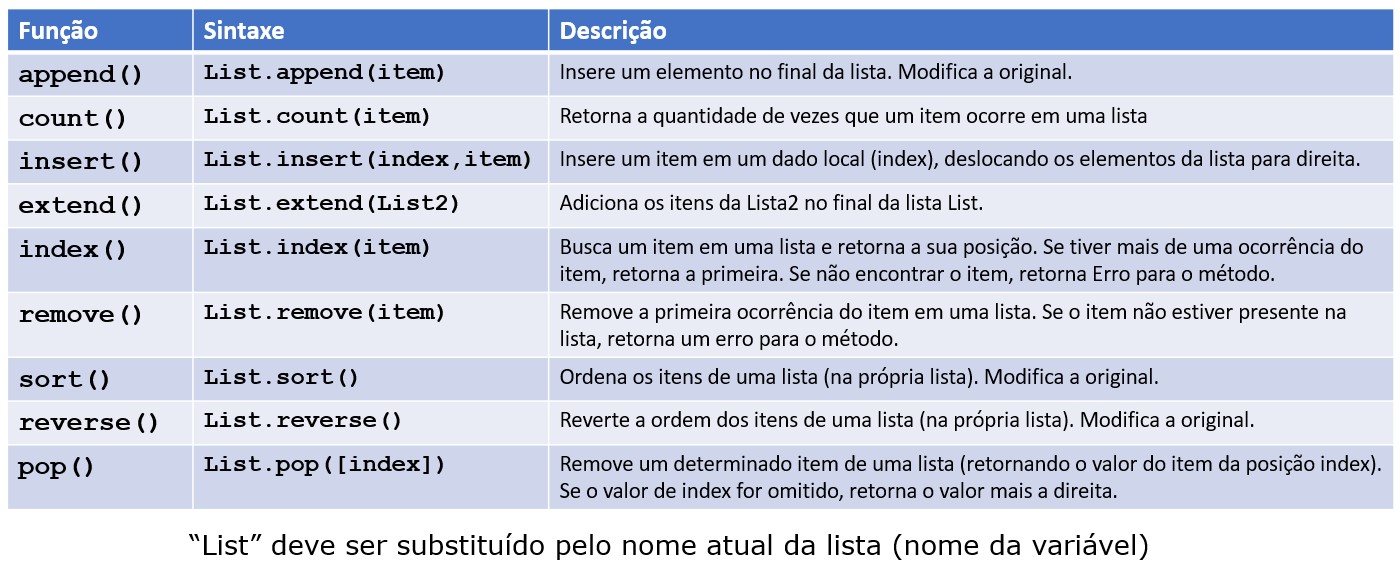 Função Sintaxe Descrição
append() List.append(item) Insere um elemento no final da lista. Modifica a original.
count() List.count(item) Retorna a quantidade de vezes que um item ocorre em uma lista
insert() List.insert(index,item) Insere um item em um dado local (index), deslocando os elementos da lista para direita.
extend() List.extend(List2) Adiciona os itens da Lista2 no final da lista List.
index() List.index(item) Busca um item em uma lista e retorna a sua posição. Se tiver mais de uma ocorrência do
item, retorna a primeira. Se não encontrar o item, retorna Erro para o método.
remove() List.remove(item) Remove a primeira ocorrência do item em uma lista. Se o item não estiver presente na
lista, retorna um erro para o método.
sort() List.sort() Ordena os itens de uma lista (na própria lista). Modifica a original.
reverse() List.reverse() Reverte a ordem dos itens de uma lista (na própria lista). Modifica a original.
pop() List.pop([index]) Remove um determinado item de uma lista (retornando o valor do item da posição index).
Se o valor de index for omitido, retorna o valor mais a direita.
“List” deve ser substituído pelo nome atual da lista (nome da variável)